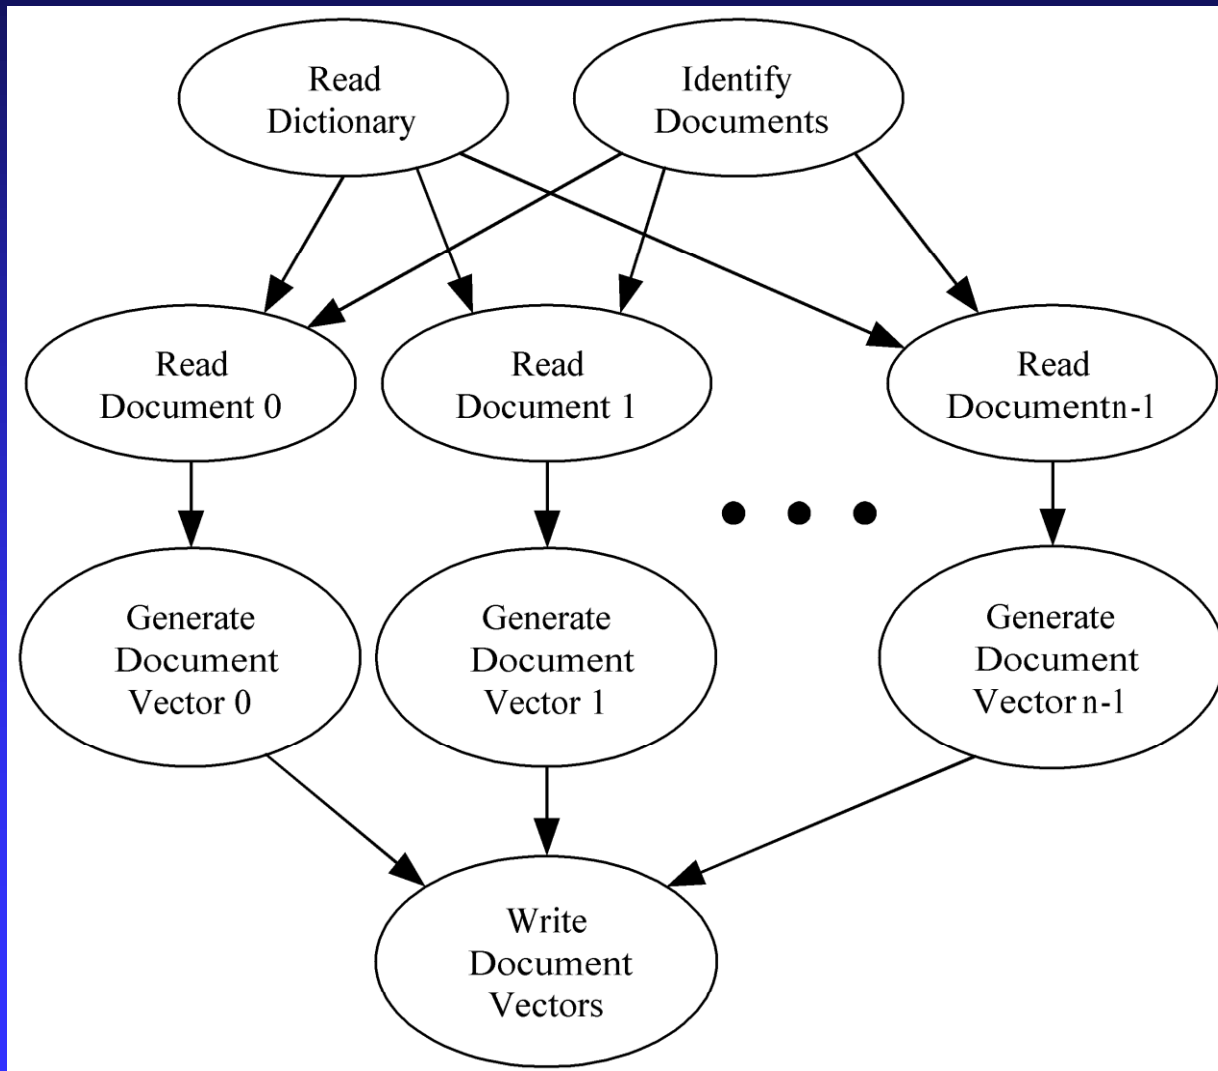 Read
Dictionary
Identify
Documents
Read
Document 0
Read
Document 1
Read
Documentn-1
Generate
Document
Vector 0
Generate
Document
Vector 1
Generate
Document
Vectorn-1
Write
Document
Vectors